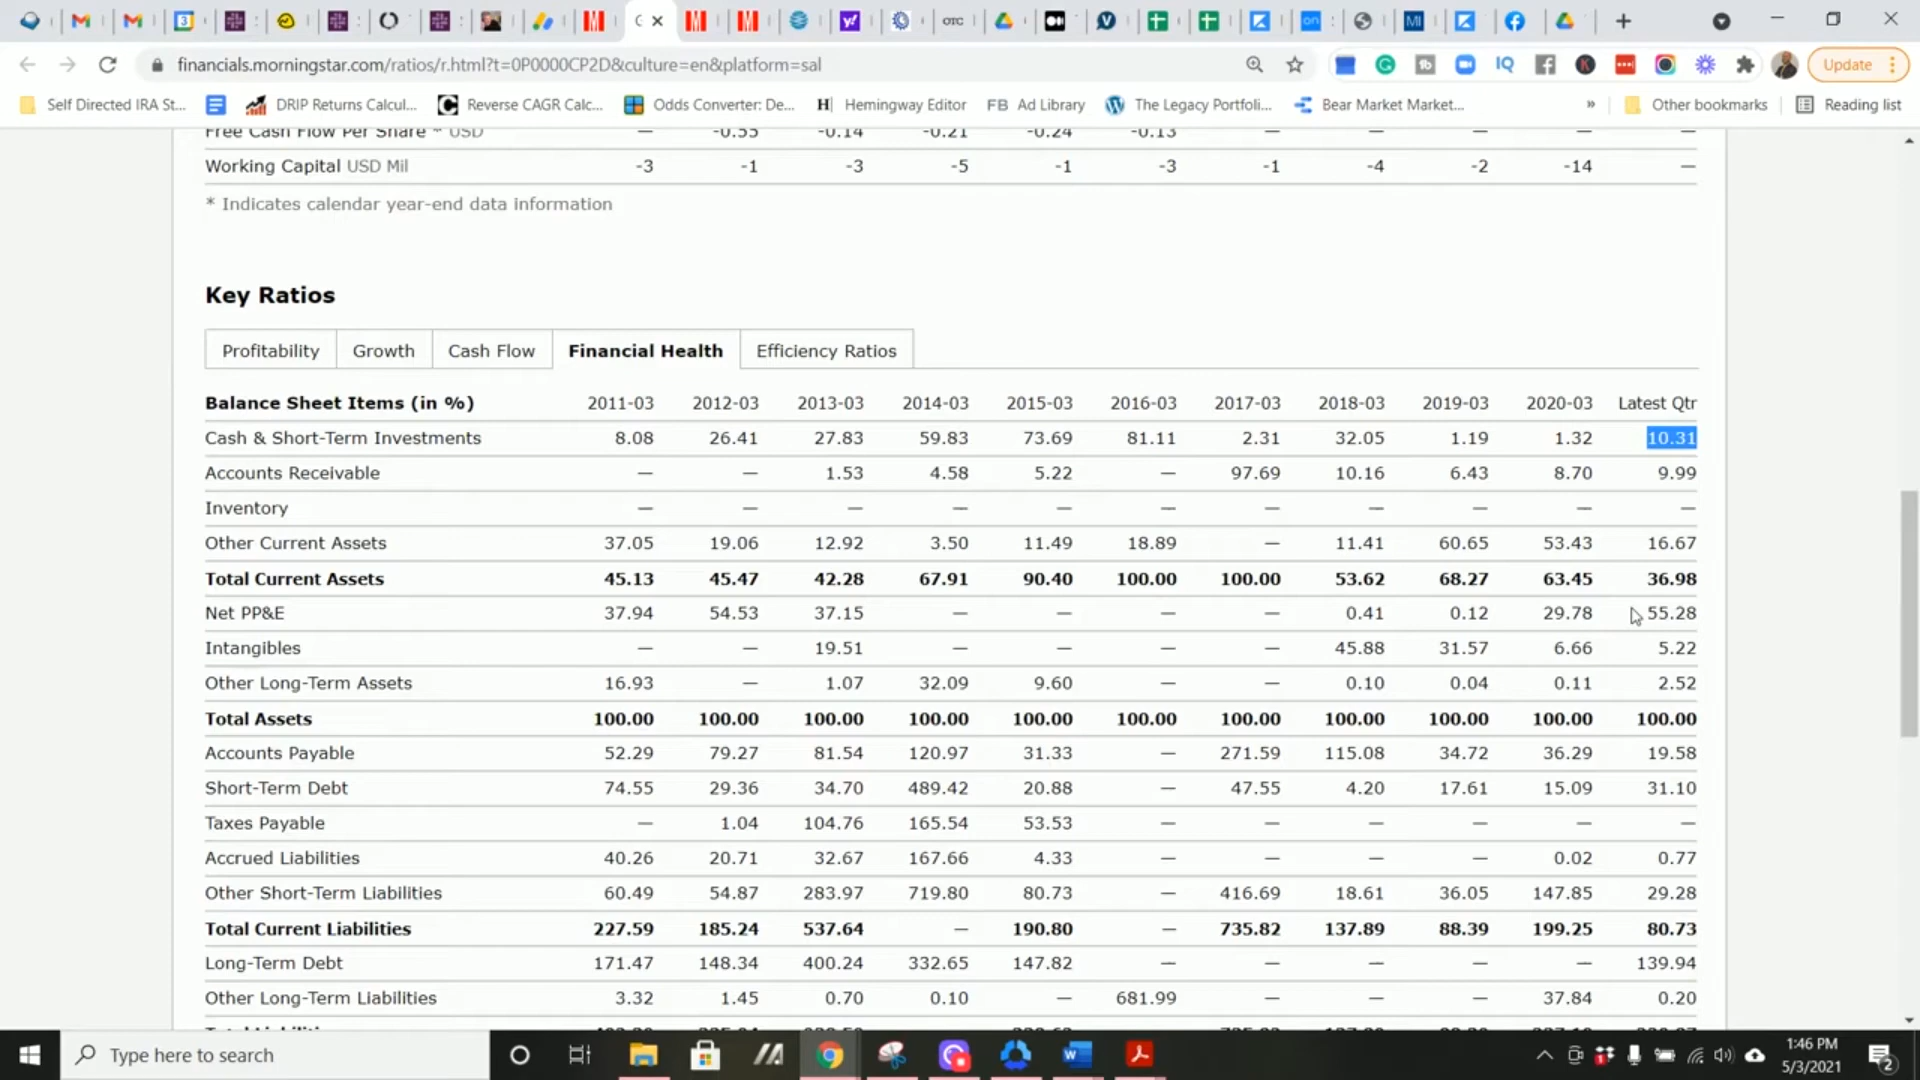 financials.morningstar.com/ratios/r.html?t=0P0000CP2D&culture=en&platform=sal
Update
Self Directed IRA St...
DRIP Returns Calcul...
Reverse CAGR Calc...
Odds Converter: De...
Hemingway Editor
FB Ad Library
The Legacy Portfoli...
Bear Market Market...
» Other bookmarks
Reading list
Free Cash Flow Per Share * USD — -0.55 -0.14 -0.21 -0.24 -0.13 — — — — —
Working Capital USD Mil -3 -1 -3 -5 -1 -3 -1 -4 -2 -14 —
* Indicates calendar year-end data information
Key Ratios
Profitability Growth Cash Flow Financial Health Efficiency Ratios
Balance Sheet Items (in %) 2011-03 2012-03 2013-03 2014-03 2015-03 2016-03 2017-03 2018-03 2019-03 2020-03 Latest Qtr
Cash & Short-Term Investments 8.08 26.41 27.83 59.83 73.69 81.11 2.31 32.05 1.19 1.32 10.31
Accounts Receivable — — 1.53 4.58 5.22 — 97.69 10.16 6.43 8.70 9.99
Inventory — — — — — — — — — — —
Other Current Assets 37.05 19.06 12.92 3.50 11.49 18.89 — 11.41 60.65 53.43 16.67
Total Current Assets 45.13 45.47 42.28 67.91 90.40 100.00 100.00 53.62 68.27 63.45 36.98
Net PP&E 37.94 54.53 37.15 — — — — 0.41 0.12 29.78 55.28
Intangibles — — 19.51 — — — — 45.88 31.57 6.66 5.22
Other Long-Term Assets 16.93 — 1.07 32.09 9.60 — — 0.10 0.04 0.11 2.52
Total Assets 100.00 100.00 100.00 100.00 100.00 100.00 100.00 100.00 100.00 100.00 100.00
Accounts Payable 52.29 79.27 81.54 120.97 31.33 — 271.59 115.08 34.72 36.29 19.58
Short-Term Debt 74.55 29.36 34.70 489.42 20.88 — 47.55 4.20 17.61 15.09 31.10
Taxes Payable — 1.04 104.76 165.54 53.53 — — — — — —
Accrued Liabilities 40.26 20.71 32.67 167.66 4.33 — — — — 0.02 0.77
Other Short-Term Liabilities 60.49 54.87 283.97 719.80 80.73 — 416.69 18.61 36.05 147.85 29.28
Total Current Liabilities 227.59 185.24 537.64 — 190.80 — 735.82 137.89 88.39 199.25 80.73
Long-Term Debt 171.47 148.34 400.24 332.65 147.82 — — — — — 139.94
Other Long-Term Liabilities 3.32 1.45 0.70 0.10 — 681.99 — — — 37.84 0.20
Type here to search
1:46 PM
5/3/2021